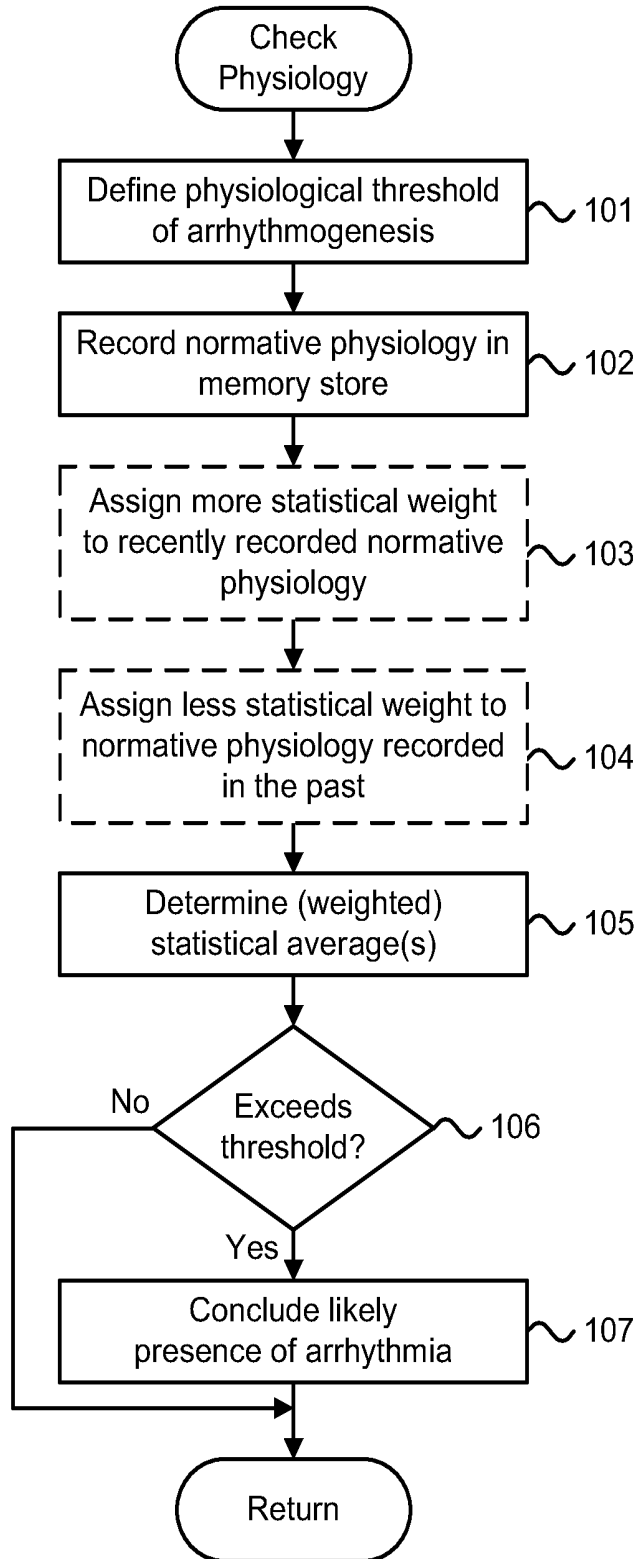 Check
Physiology
Define physiological threshold
of arrhythmogenesis
101
Record normative physiology in
memory store
102
Assign more statistical weight
to recently recorded normative
physiology
103
Assign less statistical weight to
normative physiology recorded
in the past
104
Determine (weighted)
statistical average(s)
105
No
Exceeds
threshold?
106
Yes
Conclude likely
presence of arrhythmia
107
Return